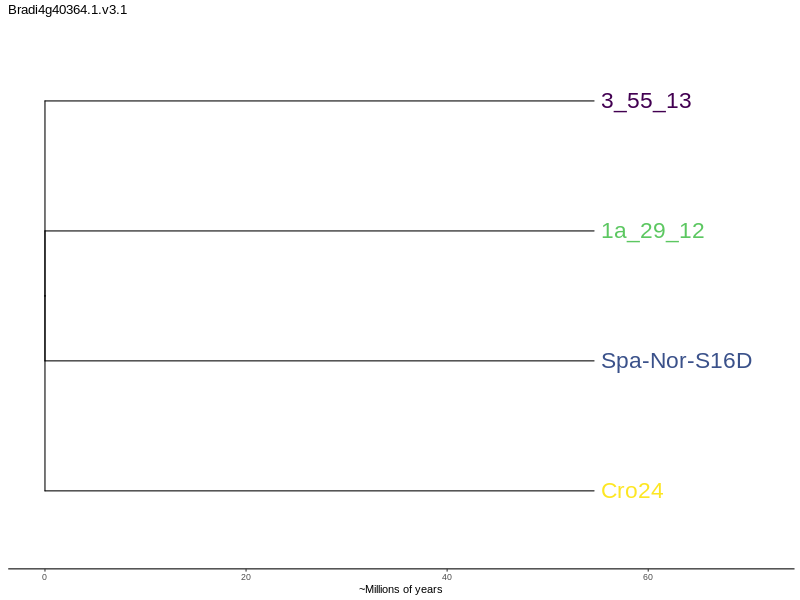 Bradi4g40364.1.v3.1
3_55_13
1a_29_12
Spa-Nor-S16D
Cro24
0 20 40 60
~Millions of years